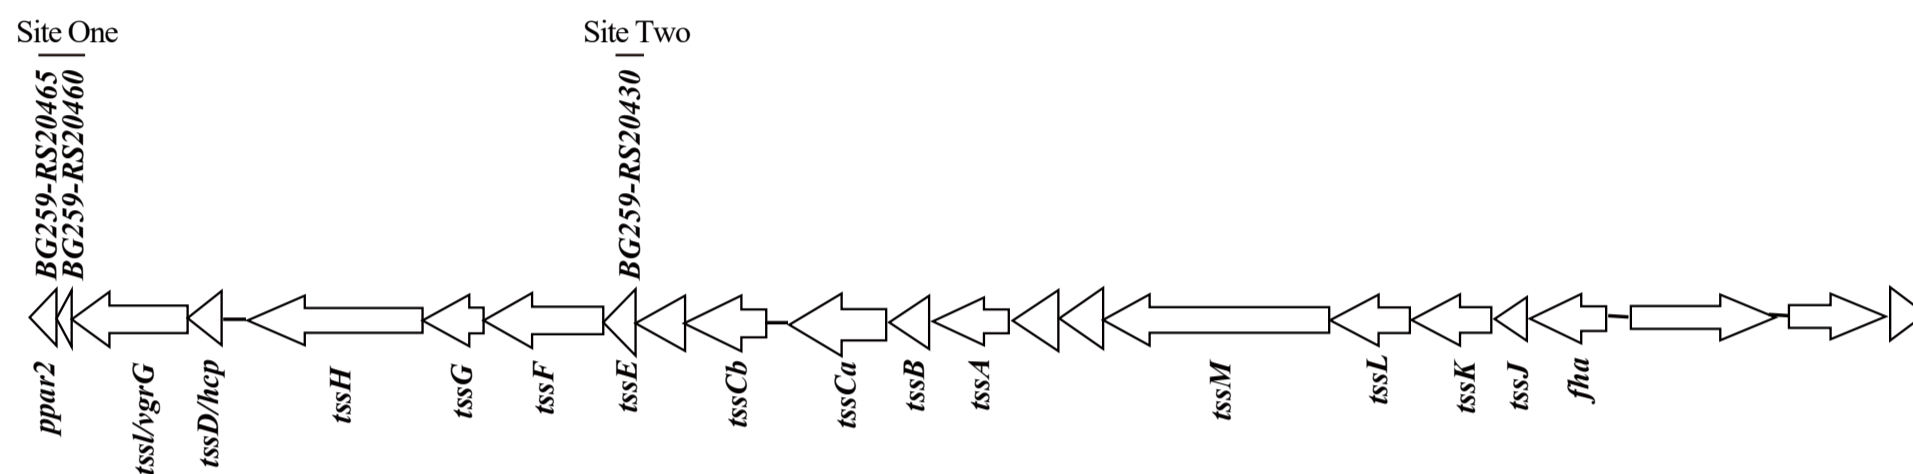 Site One
Site Two
BG259-RS20465
BG259-RS20460
BG259-RS20430
ppar2
tssl/vgrG
tssD/hcp
tssH
tssG
tssF
tssE
tssCb
tssCa
tssB
tssA
tssM
tssL
tssK
tssJ
fha